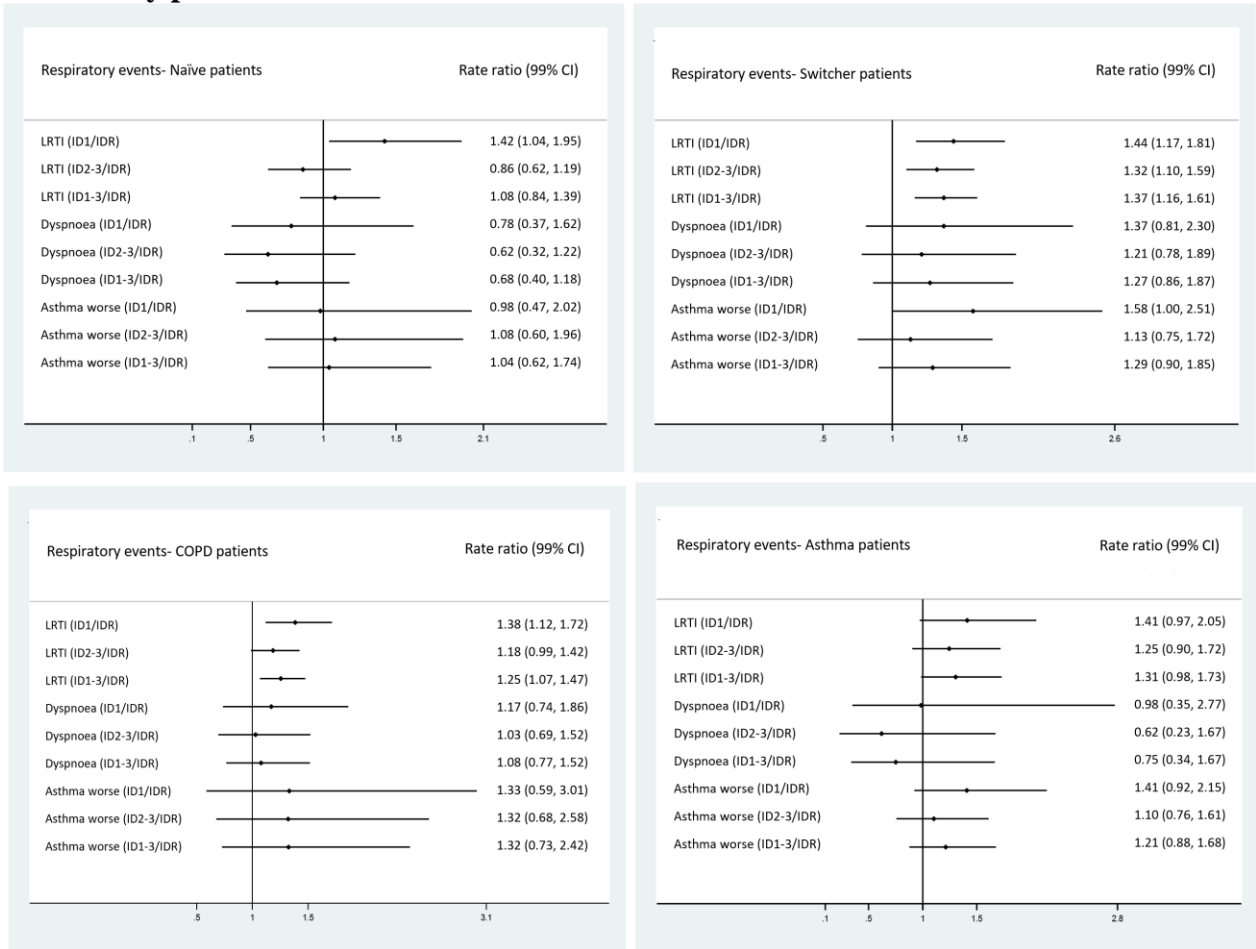 Respiratory events- Naïve patients Rate ratio (99% CI)
LRTI (ID1/IDR) 1.42 (1.04, 1.95)
LRTI (ID2-3/IDR) 0.86 (0.62, 1.19)
LRTI (ID1-3/IDR) 1.08 (0.84, 1.39)
Dyspnoea (ID1/IDR) 0.78 (0.37, 1.62)
Dyspnoea (ID2-3/IDR) 0.62 (0.32, 1.22)
Dyspnoea (ID1-3/IDR) 0.68 (0.40, 1.18)
Asthma worse (ID1/IDR) 0.98 (0.47, 2.02)
Asthma worse (ID2-3/IDR) 1.08 (0.60, 1.96)
Asthma worse (ID1-3/IDR) 1.04 (0.62, 1.74)
.1 .5 1 1.5 2.1
Respiratory events- Switcher patients Rate ratio (99% CI)
LRTI (ID1/IDR) 1.44 (1.17, 1.81)
LRTI (ID2-3/IDR) 1.32 (1.10, 1.59)
LRTI (ID1-3/IDR) 1.37 (1.16, 1.61)
Dyspnoea (ID1/IDR) 1.37 (0.81, 2.30)
Dyspnoea (ID2-3/IDR) 1.21 (0.78, 1.89)
Dyspnoea (ID1-3/IDR) 1.27 (0.86, 1.87)
Asthma worse (ID1/IDR) 1.58 (1.00, 2.51)
Asthma worse (ID2-3/IDR) 1.13 (0.75, 1.72)
Asthma worse (ID1-3/IDR) 1.29 (0.90, 1.85)
.5 1 1.5 2.6
Respiratory events- COPD patients Rate ratio (99% CI)
LRTI (ID1/IDR) 1.38 (1.12, 1.72)
LRTI (ID2-3/IDR) 1.18 (0.99, 1.42)
LRTI (ID1-3/IDR) 1.25 (1.07, 1.47)
Dyspnoea (ID1/IDR) 1.17 (0.74, 1.86)
Dyspnoea (ID2-3/IDR) 1.03 (0.69, 1.52)
Dyspnoea (ID1-3/IDR) 1.08 (0.77, 1.52)
Asthma worse (ID1/IDR) 1.33 (0.59, 3.01)
Asthma worse (ID2-3/IDR) 1.32 (0.68, 2.58)
Asthma worse (ID1-3/IDR) 1.32 (0.73, 2.42)
.5 1 1.5 3.1
Respiratory events- Asthma patients Rate ratio (99% CI)
LRTI (ID1/IDR) 1.41 (0.97, 2.05)
LRTI (ID2-3/IDR) 1.25 (0.90, 1.72)
LRTI (ID1-3/IDR) 1.31 (0.98, 1.73)
Dyspnoea (ID1/IDR) 0.98 (0.35, 2.77)
Dyspnoea (ID2-3/IDR) 0.62 (0.23, 1.67)
Dyspnoea (ID1-3/IDR) 0.75 (0.34, 1.67)
Asthma worse (ID1/IDR) 1.41 (0.92, 2.15)
Asthma worse (ID2-3/IDR) 1.10 (0.76, 1.61)
Asthma worse (ID1-3/IDR) 1.21 (0.88, 1.68)
.1 .5 1 1.5 2.8